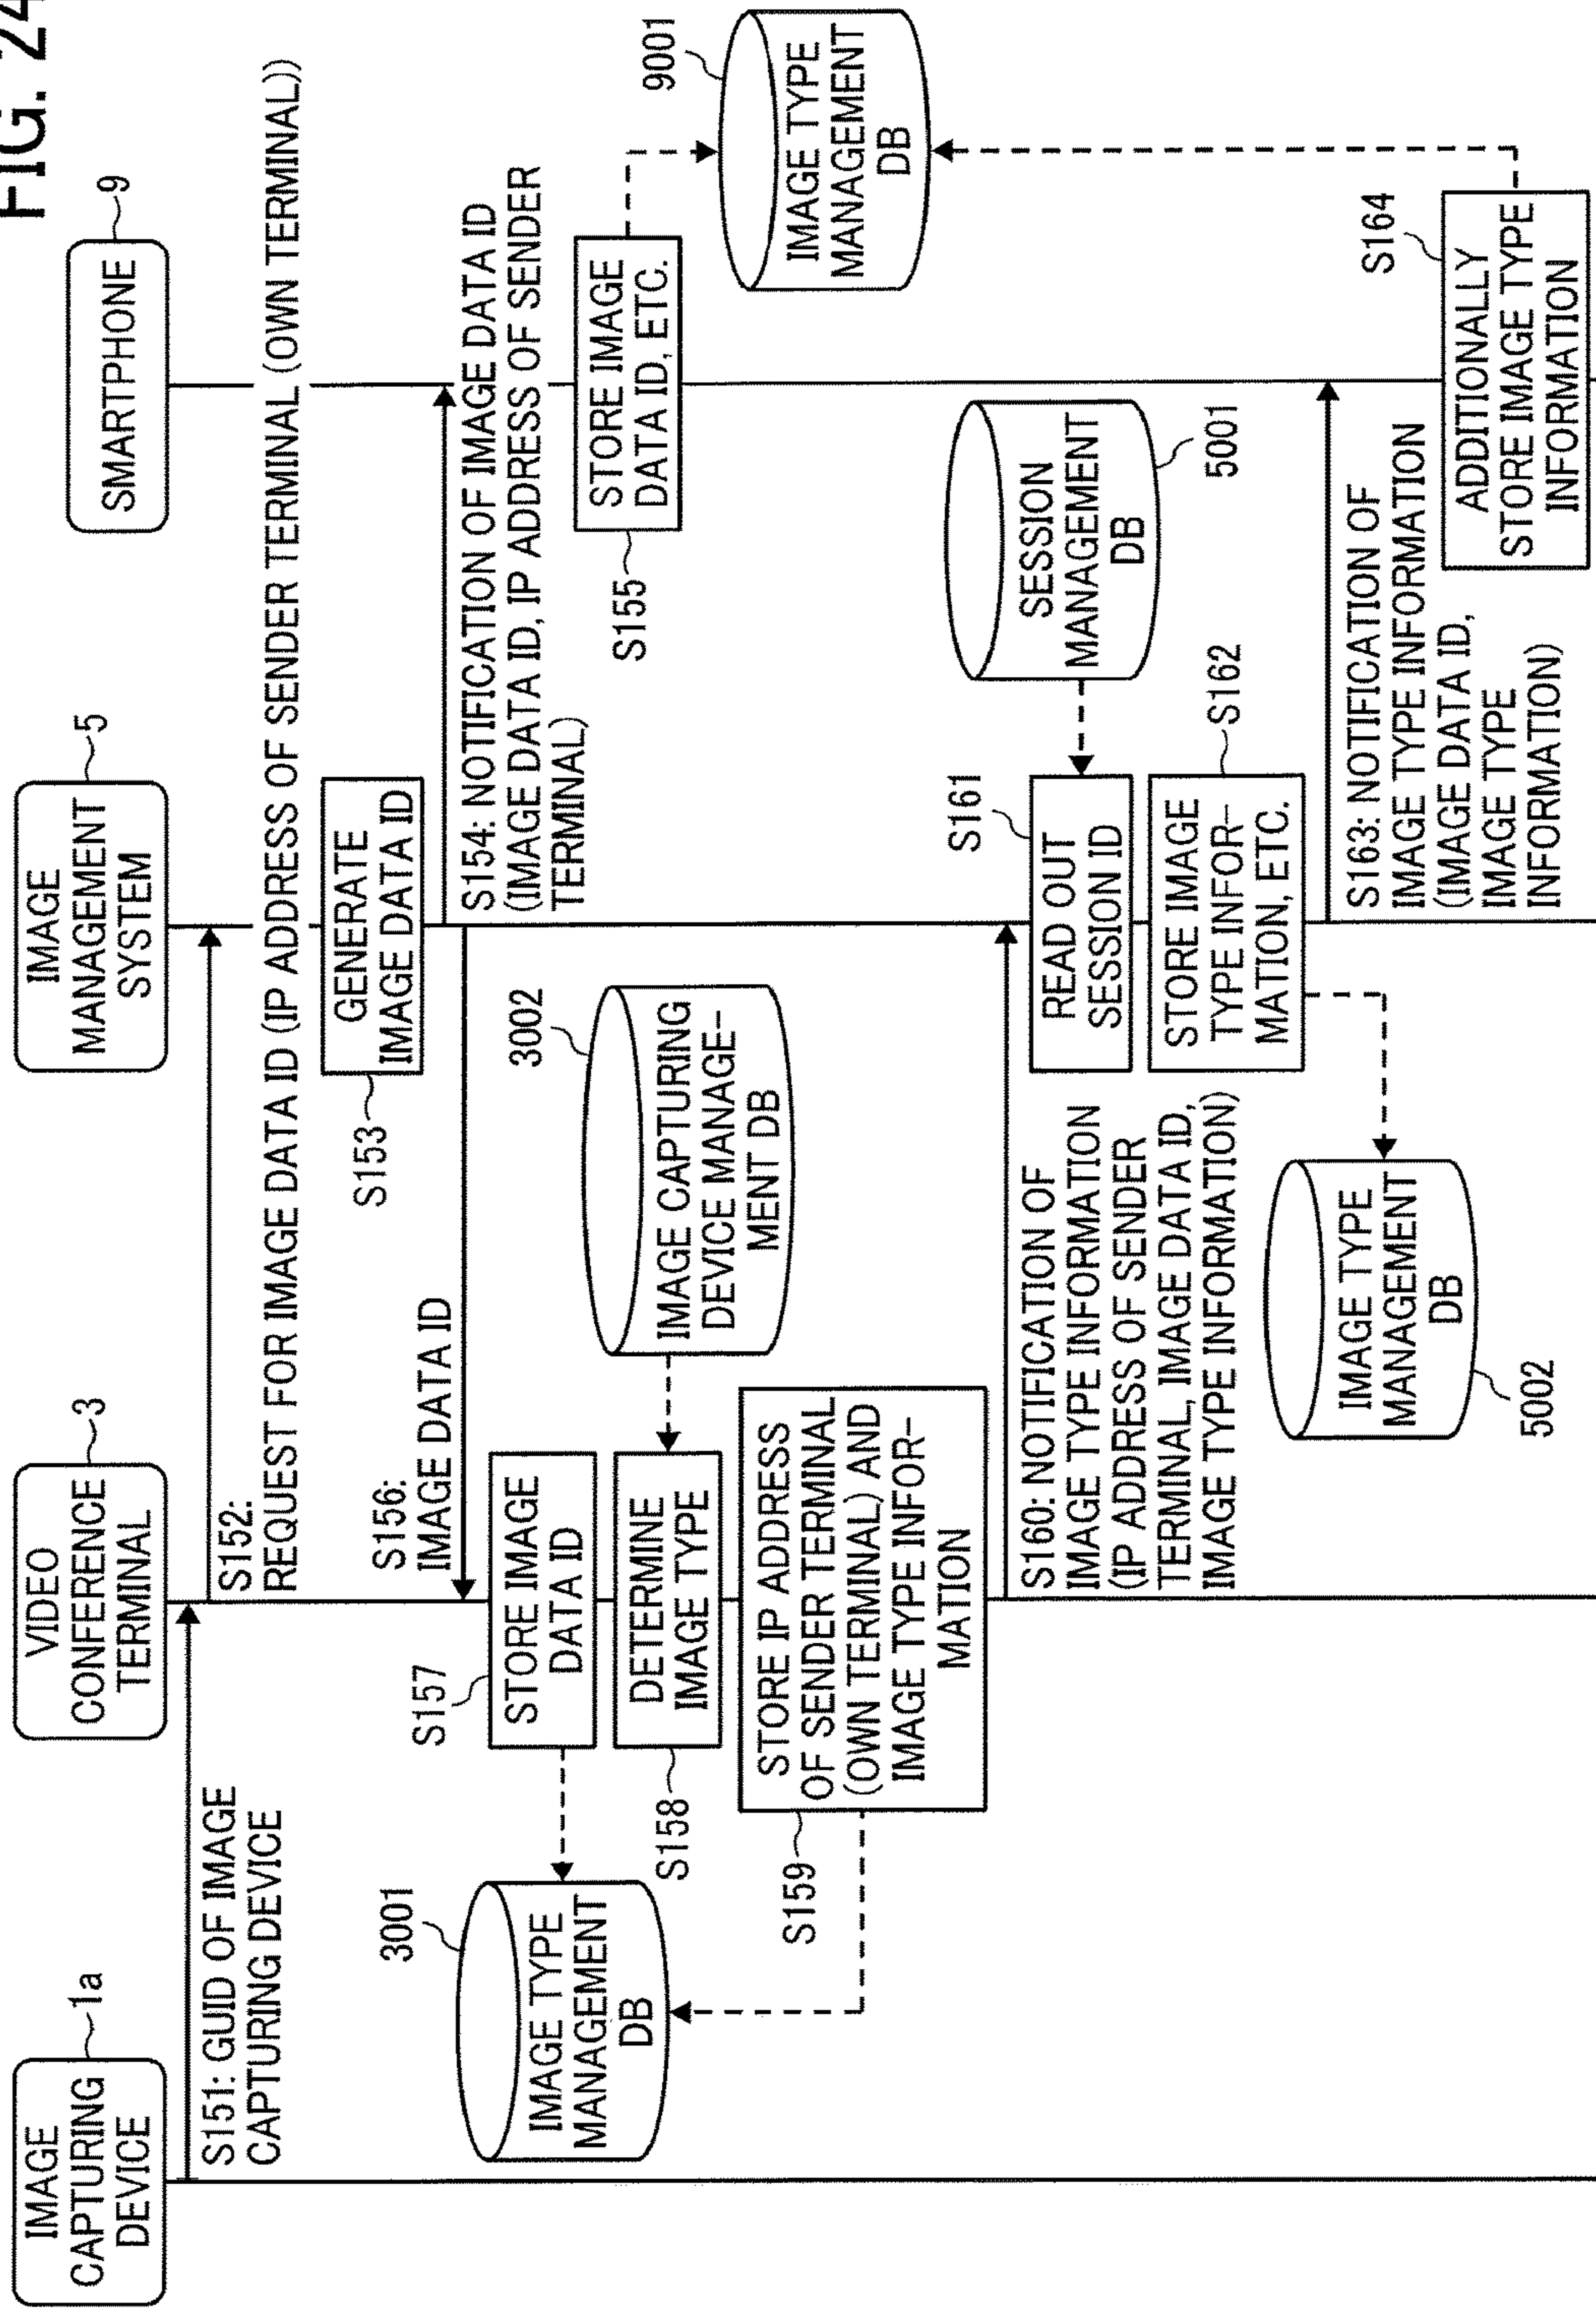 FIG. 24
IMAGE
CAPTURING
DEVICE
1a
VIDEO
CONFERENCE
TERMINAL
3
IMAGE
MANAGEMENT
SYSTEM
5
SMARTPHONE
9
S151: GUID OF IMAGE
CAPTURING DEVICE
S152:
REQUEST FOR IMAGE DATA ID (IP ADDRESS OF SENDER TERMINAL (OWN TERMINAL))
S153
GENERATE
IMAGE DATA ID
S154: NOTIFICATION OF IMAGE DATA ID
(IMAGE DATA ID, IP ADDRESS OF SENDER
TERMINAL)
S155
STORE IMAGE
DATA ID, ETC.
9001
IMAGE TYPE
MANAGEMENT
DB
S156:
IMAGE DATA ID
S157
STORE IMAGE
DATA ID
3001
IMAGE TYPE
MANAGEMENT
DB
S158
DETERMINE
IMAGE TYPE
3002
IMAGE CAPTURING
DEVICE MANAGE-
MENT DB
S159
STORE IP ADDRESS
OF SENDER TERMINAL
(OWN TERMINAL) AND
IMAGE TYPE INFOR-
MATION
S160: NOTIFICATION OF
IMAGE TYPE INFORMATION
(IP ADDRESS OF SENDER
TERMINAL, IMAGE DATA ID,
IMAGE TYPE INFORMATION)
S161
READ OUT
SESSION ID
SESSION
MANAGEMENT
DB
5001
S162
STORE IMAGE
TYPE INFOR-
MATION, ETC.
IMAGE TYPE
MANAGEMENT
DB
5002
S163: NOTIFICATION OF
IMAGE TYPE INFORMATION
(IMAGE DATA ID,
IMAGE TYPE
INFORMATION)
S164
ADDITIONALLY
STORE IMAGE TYPE
INFORMATION